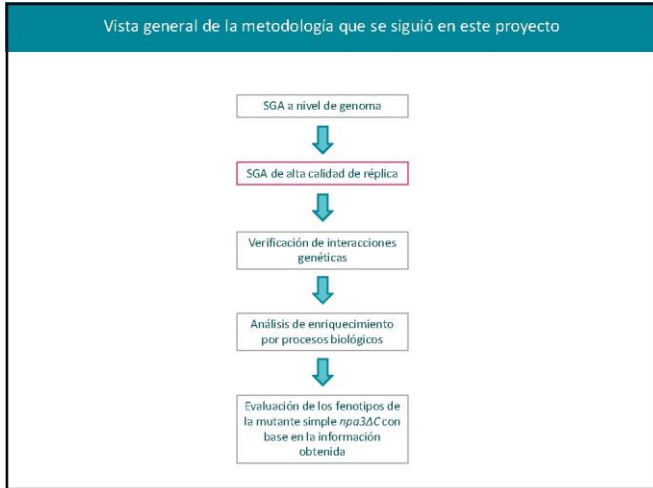 Vista general de la metodología que se siguió en este proyecto
SGA a nivel de genoma
SGA de alta calidad de réplica
Verificación de interacciones
genéticas
Análisis de enriquecimiento
por procesos biológicos
Evaluación de los fenotipos de
la mutante simple npa3ΔC con
base en la información
obtenida